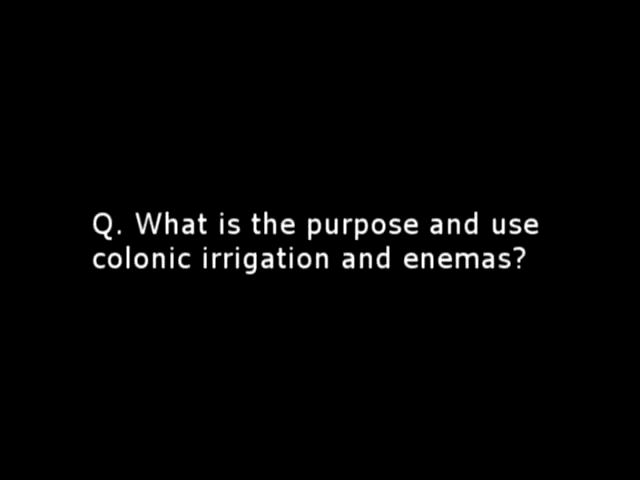 Q. What is the purpose and use
colonic irrigation and enemas?